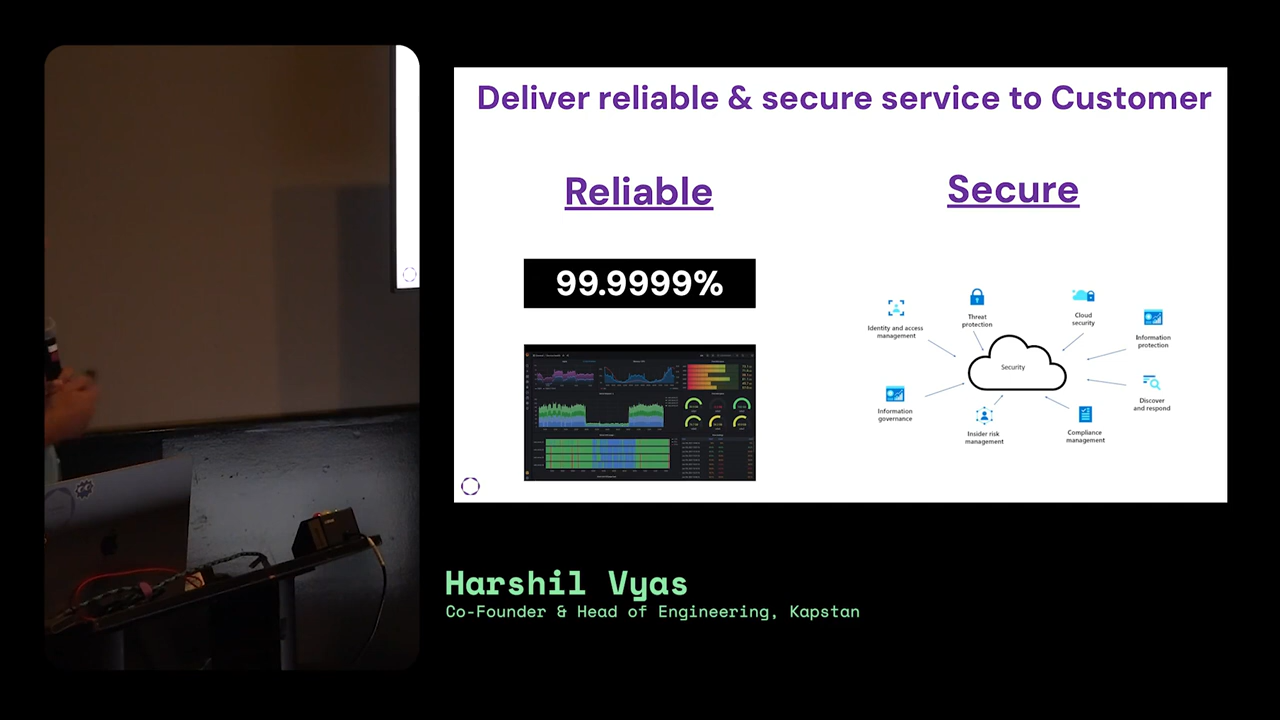 Deliver reliable & secure service to Customer
Reliable
Secure
99.9999%
Identity and access
management
Threat
protection
Cloud
security
Information
protection
Security
Information
governance
Insider risk
management
Compliance
management
Discover
and respond
Harshil Vyas
Co-Founder & Head of Engineering, Kapstan